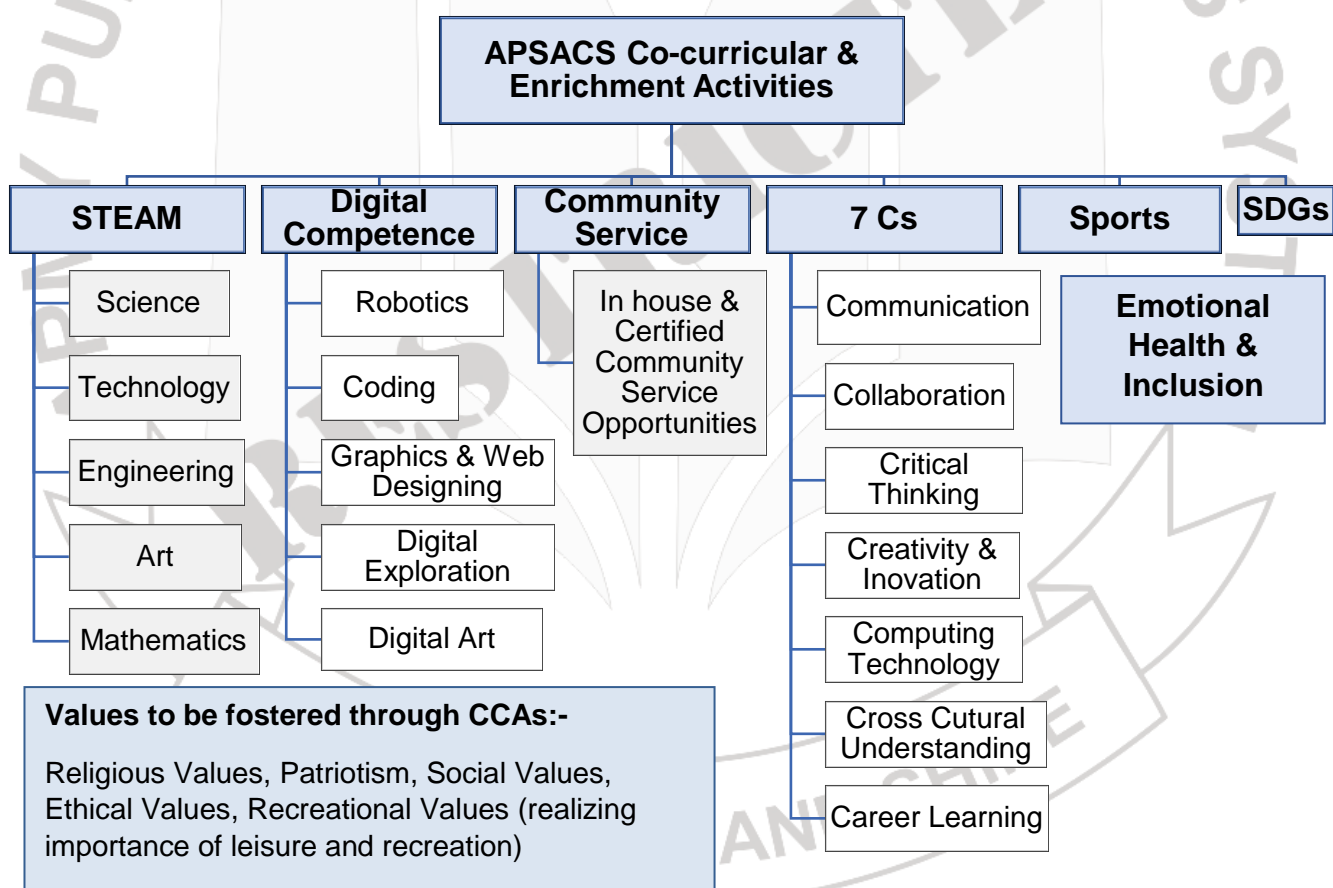 APSACS Co-curricular &
Enrichment Activities
STEAM
Digital
Competence
Community
Service
7 Cs
Sports
SDGs
Science
Technology
Engineering
Art
Mathematics
Robotics
Coding
Graphics & Web
Designing
Digital
Exploration
Digital Art
In house &
Certified
Community
Service
Opportunities
Communication
Collaboration
Critical
Thinking
Creativity &
Inovation
Computing
Technology
Cross Cutural
Understanding
Career Learning
Emotional
Health &
Inclusion
Values to be fostered through CCAs:-
Religious Values, Patriotism, Social Values,
Ethical Values, Recreational Values (realizing
importance of leisure and recreation)